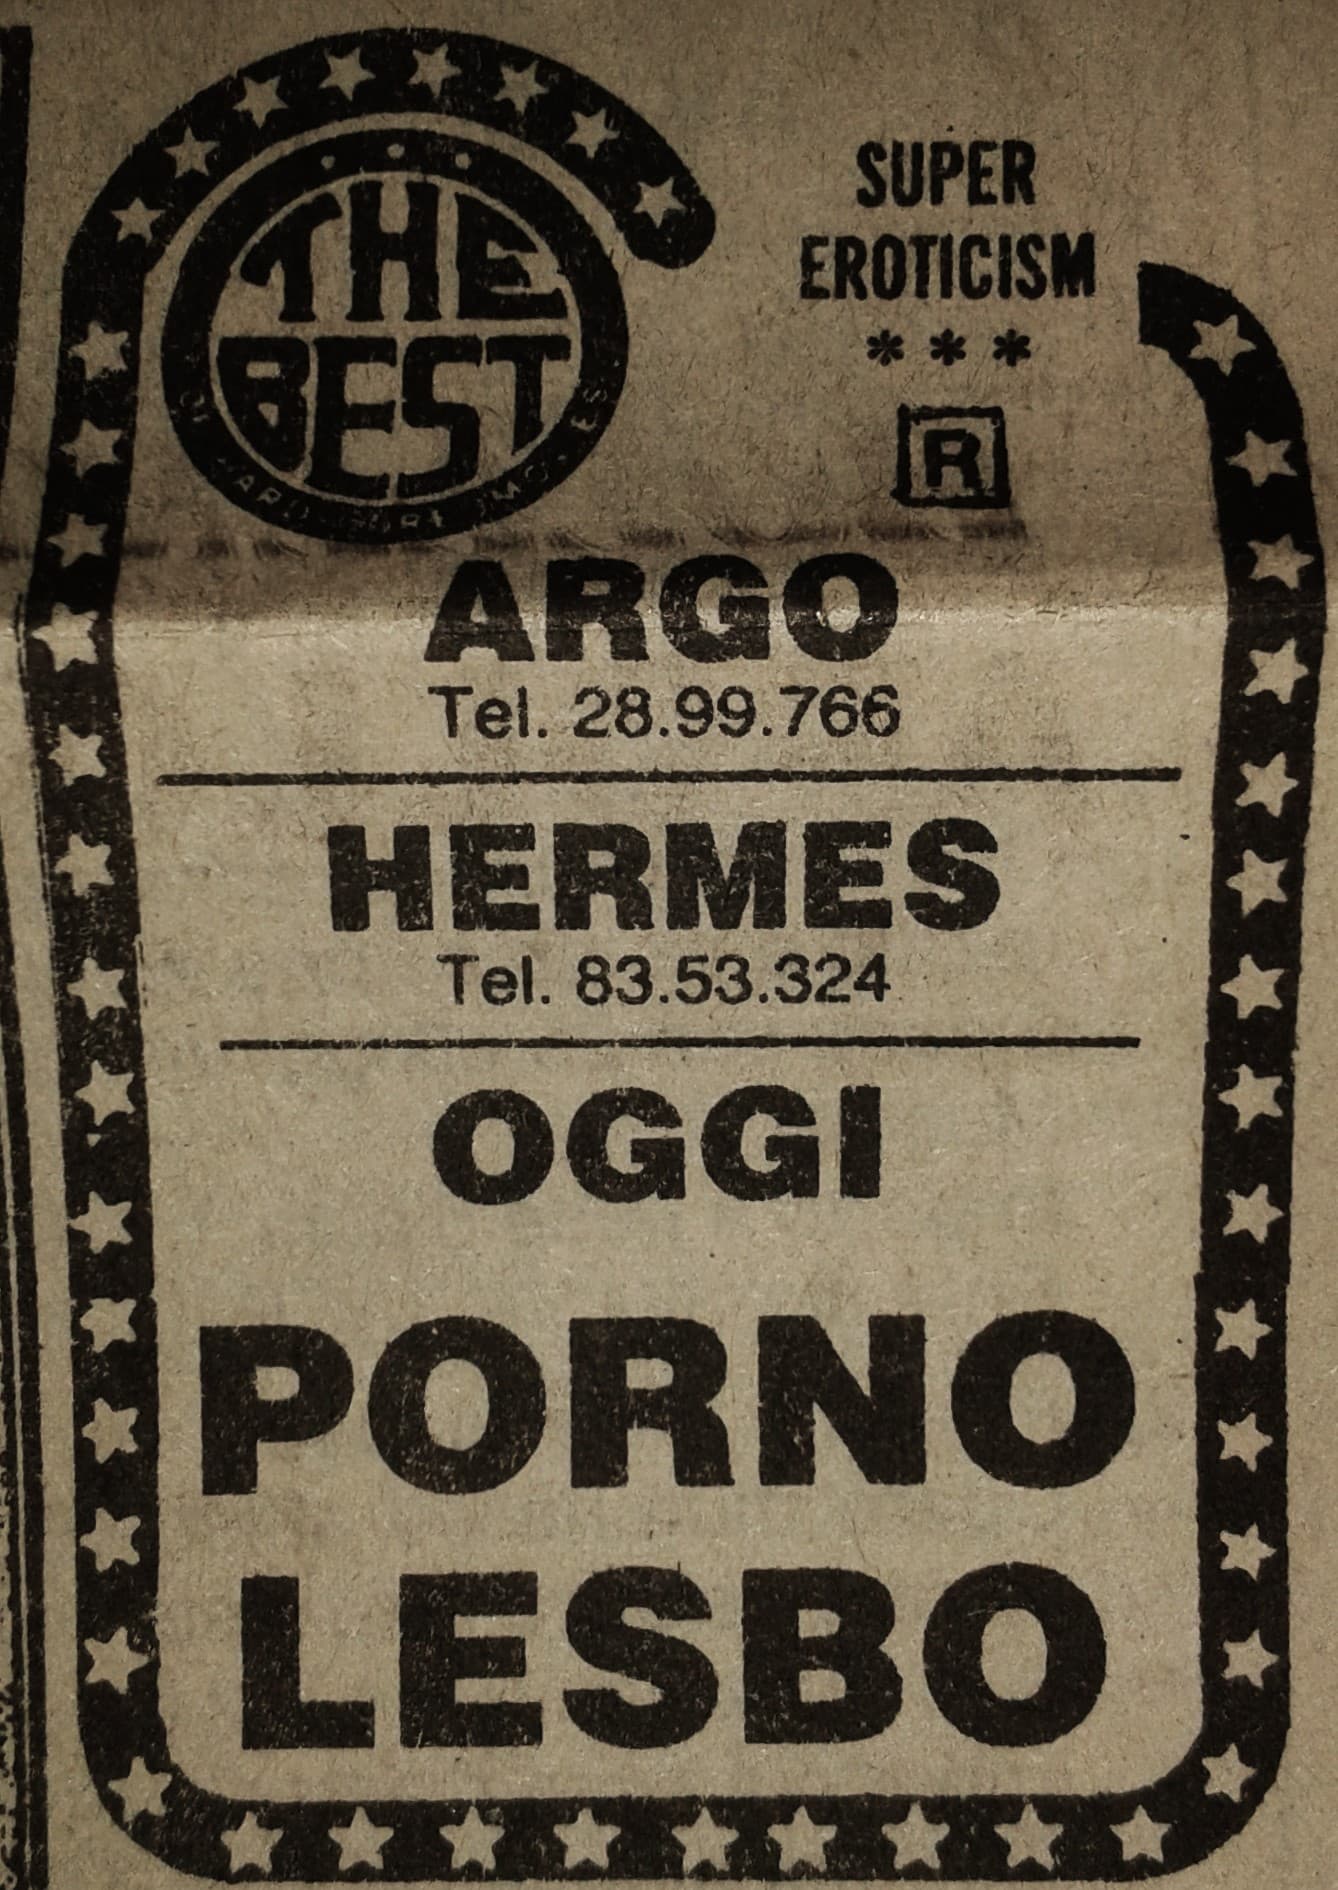 THE
BEST
SUPER
EROTICISM
***
R
ARGO
Tel. 28.99.766
HERMES
Tel. 83.53.324
OGGI
PORNO
LESBO